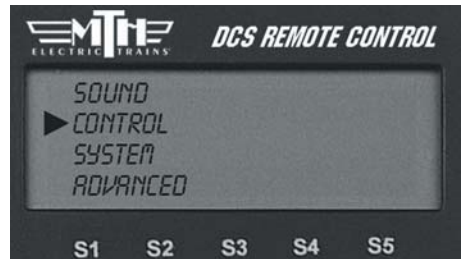 MTH
ELECTRIC TRAINS
DCS REMOTE CONTROL
SOUND
CONTROL
SYSTEM
ADVANCED
S1 S2 S3 S4 S5